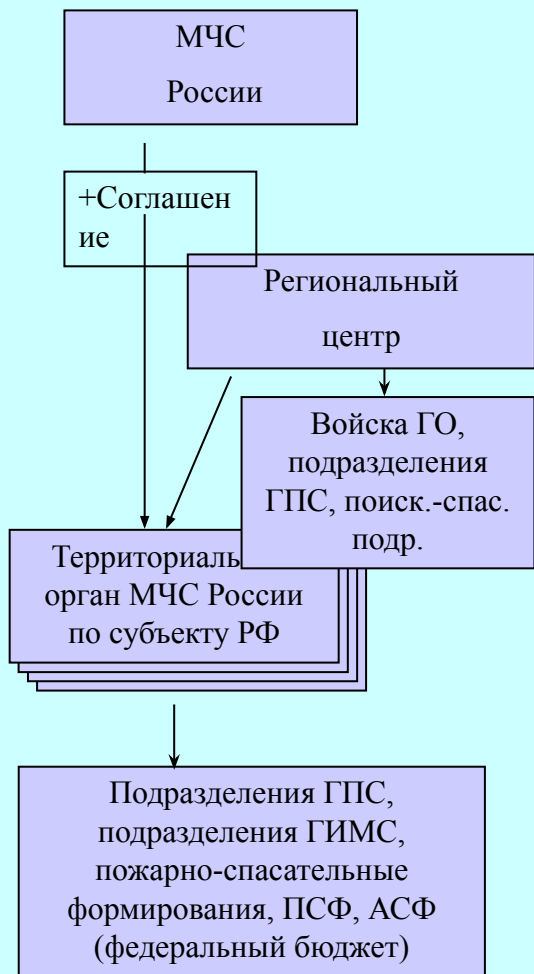 МЧС
России
+Соглашен
ие
Региональный
центр
Войска ГО,
подразделения
ГПС, поиск.-спас.
подр.
Территориаль
орган МЧС России
по субъекту РФ
Подразделения ГПС,
подразделения ГИМС,
пожарно-спасательные
формирования, ПСФ, АСФ
(федеральный бюджет)